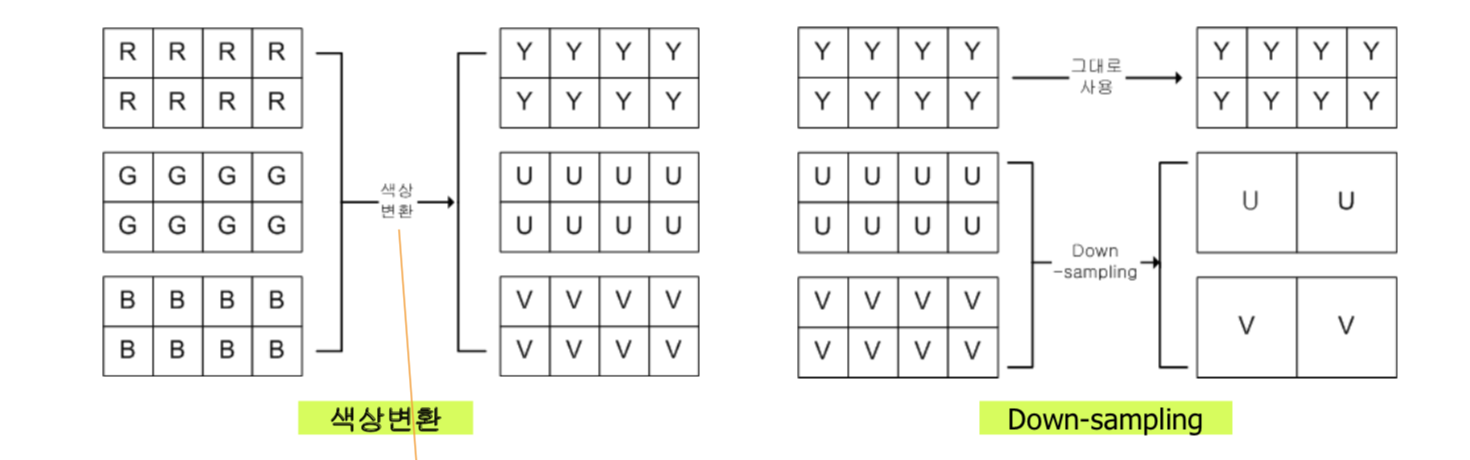 R R R R
R R R R
G G G G
G G G G
B B B B
B B B B
색상
변환
Y Y Y Y
Y Y Y Y
U U U U
U U U U
V V V V
V V V V
색상변환
Y Y Y Y
Y Y Y Y
U U U U
U U U U
V V V V
V V V V
그대로
사용
Down
-sampling
Y Y Y Y
Y Y Y Y
U U
V V
Down-sampling